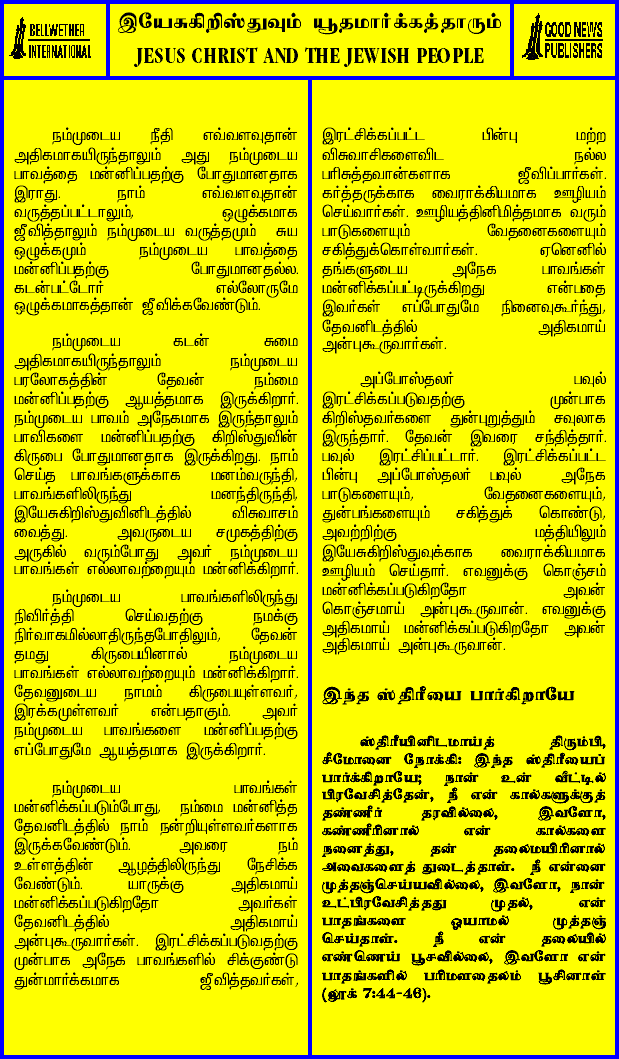 BELLWETHER
INTERNATIONAL
இயேசுகிறிஸ்துவும் யூதமார்க்கத்தாரும்
JESUS CHRIST AND THE JEWISH PEOPLE
GOOD NEWS
PUBLISHERS
நம்முடைய நீதி எவ்வளவுதான்
அதிகமாகயிருந்தாலும் அது நம்முடைய
பாவத்தை மன்னிப்பதற்கு போதுமானதாக
இராது. நாம் எவ்வளவுதான்
வருத்தப்பட்டாலும், ஒழுக்கமாக
ஜீவித்தாலும் நம்முடைய வருத்தமும் சுய
ஒழுக்கமும் நம்முடைய பாவத்தை
மன்னிப்பதற்கு போதுமானதல்ல.
கடன்பட்டோர் எல்லோருமே
ஒழுக்கமாகத்தான் ஜீவிக்கவேண்டும்.
நம்முடைய கடன் சுமை
அதிகமாகயிருந்தாலும் நம்முடைய
பரலோகத்தின் தேவன் நம்மை
மன்னிப்பதற்கு ஆயத்தமாக இருக்கிறார்.
நம்முடைய பாவம் அநேகமாக இருந்தாலும்
பாவிகளை மன்னிப்பதற்கு கிறிஸ்துவின்
கிருபை போதுமானதாக இருக்கிறது. நாம்
செய்த பாவங்களுக்காக மனம்வருந்தி,
பாவங்களிலிருந்து மனந்திருந்தி,
இயேசுகிறிஸ்துவினிடத்தில் விசுவாசம்
வைத்து. அவருடைய சமுகத்திற்கு
அருகில் வரும்போது அவர் நம்முடைய
பாவங்கள் எல்லாவற்றையும் மன்னிக்கிறார்.
நம்முடைய பாவங்களிலிருந்து
நிவிர்த்தி செய்வதற்கு நமக்கு
நிர்வாகமில்லாதிருந்தபோதிலும், தேவன்
தமது கிருபையினால் நம்முடைய
பாவங்கள் எல்லாவற்றையும் மன்னிக்கிறார்.
தேவனுடைய நாமம் கிருபையுள்ளவர்,
இரக்கமுள்ளவர் என்பதாகும். அவர்
நம்முடைய பாவங்களை மன்னிப்பதற்கு
எப்போதுமே ஆயத்தமாக இருக்கிறார்.
நம்முடைய பாவங்கள்
மன்னிக்கப்படும்போது, நம்மை மன்னித்த
தேவனிடத்தில் நாம் நன்றியுள்ளவர்களாக
இருக்கவேண்டும். அவரை நம்
உள்ளத்தின் ஆழத்திலிருந்து நேசிக்க
வேண்டும். யாருக்கு அதிகமாய்
மன்னிக்கப்படுகிறதோ அவர்கள்
தேவனிடத்தில் அதிகமாய்
அன்புகூருவார்கள். இரட்சிக்கப்படுவதற்கு
முன்பாக அநேக பாவங்களில் சிக்குண்டு
துன்மார்க்கமாக ஜீவித்தவர்கள்,
இரட்சிக்கப்பட்ட பின்பு மற்ற
விசுவாசிகளைவிட நல்ல
பரிசுத்தவான்களாக ஜீவிப்பார்கள்.
கர்த்தருக்காக வைராக்கியமாக ஊழியம்
செய்வார்கள். ஊழியத்தினிமித்தமாக வரும்
பாடுகளையும் வேதனைகளையும்
சகித்துக்கொள்வார்கள். ஏனெனில்
தங்களுடைய அநேக பாவங்கள்
மன்னிக்கப்பட்டிருக்கிறது என்பதை
இவர்கள் எப்போதுமே நினைவுகூர்ந்து,
தேவனிடத்தில் அதிகமாய்
அன்புகூருவார்கள்.
அப்போஸ்தலர் பவுல்
இரட்சிக்கப்படுவதற்கு முன்பாக
கிறிஸ்தவர்களை துன்புறுத்தும் சவுலாக
இருந்தார். தேவன் இவரை சந்தித்தார்.
பவுல் இரட்சிப்பட்டார். இரட்சிக்கப்பட்ட
பின்பு அப்போஸ்தலர் பவுல் அநேக
பாடுகளையும், வேதனைகளையும்,
துன்பங்களையும் சகித்துக் கொண்டு,
அவற்றிற்கு மத்தியிலும்
இயேசுகிறிஸ்துவுக்காக வைராக்கியமாக
ஊழியம் செய்தார். எவனுக்கு கொஞ்சம்
மன்னிக்கப்படுகிறதோ அவன்
கொஞ்சமாய் அன்புகூருவான். எவனுக்கு
அதிகமாய் மன்னிக்கப்படுகிறதோ அவன்
அதிகமாய் அன்புகூருவான்.
இந்த ஸ்திரீயை பார்கிறாயே
ஸ்திரீயினிடமாய்த் திரும்பி,
சீமோனை நோக்கி: இந்த ஸ்திரீயைப்
பார்க்கிறாயே; நான் உன் வீட்டில்
பிரவேசித்தேன், நீ என் கால்களுக்குத்
தண்ணீர் தரவில்லை, இவளோ,
கண்ணீரினால் என் கால்களை
நனைத்து, தன் தலைமயிரினால்
அவைகளைத் துடைத்தாள். நீ என்னை
முத்தஞ்செய்யவில்லை, இவளோ, நான்
உட்பிரவேசித்தது முதல், என்
பாதங்களை ஓயாமல் முத்தஞ்
செய்தாள். நீ என் தலையில்
எண்ணெய் பூசவில்லை, இவளோ என்
பாதங்களில் பரிமளதைலம் பூசினாள்
(லூக் 7:44-46).